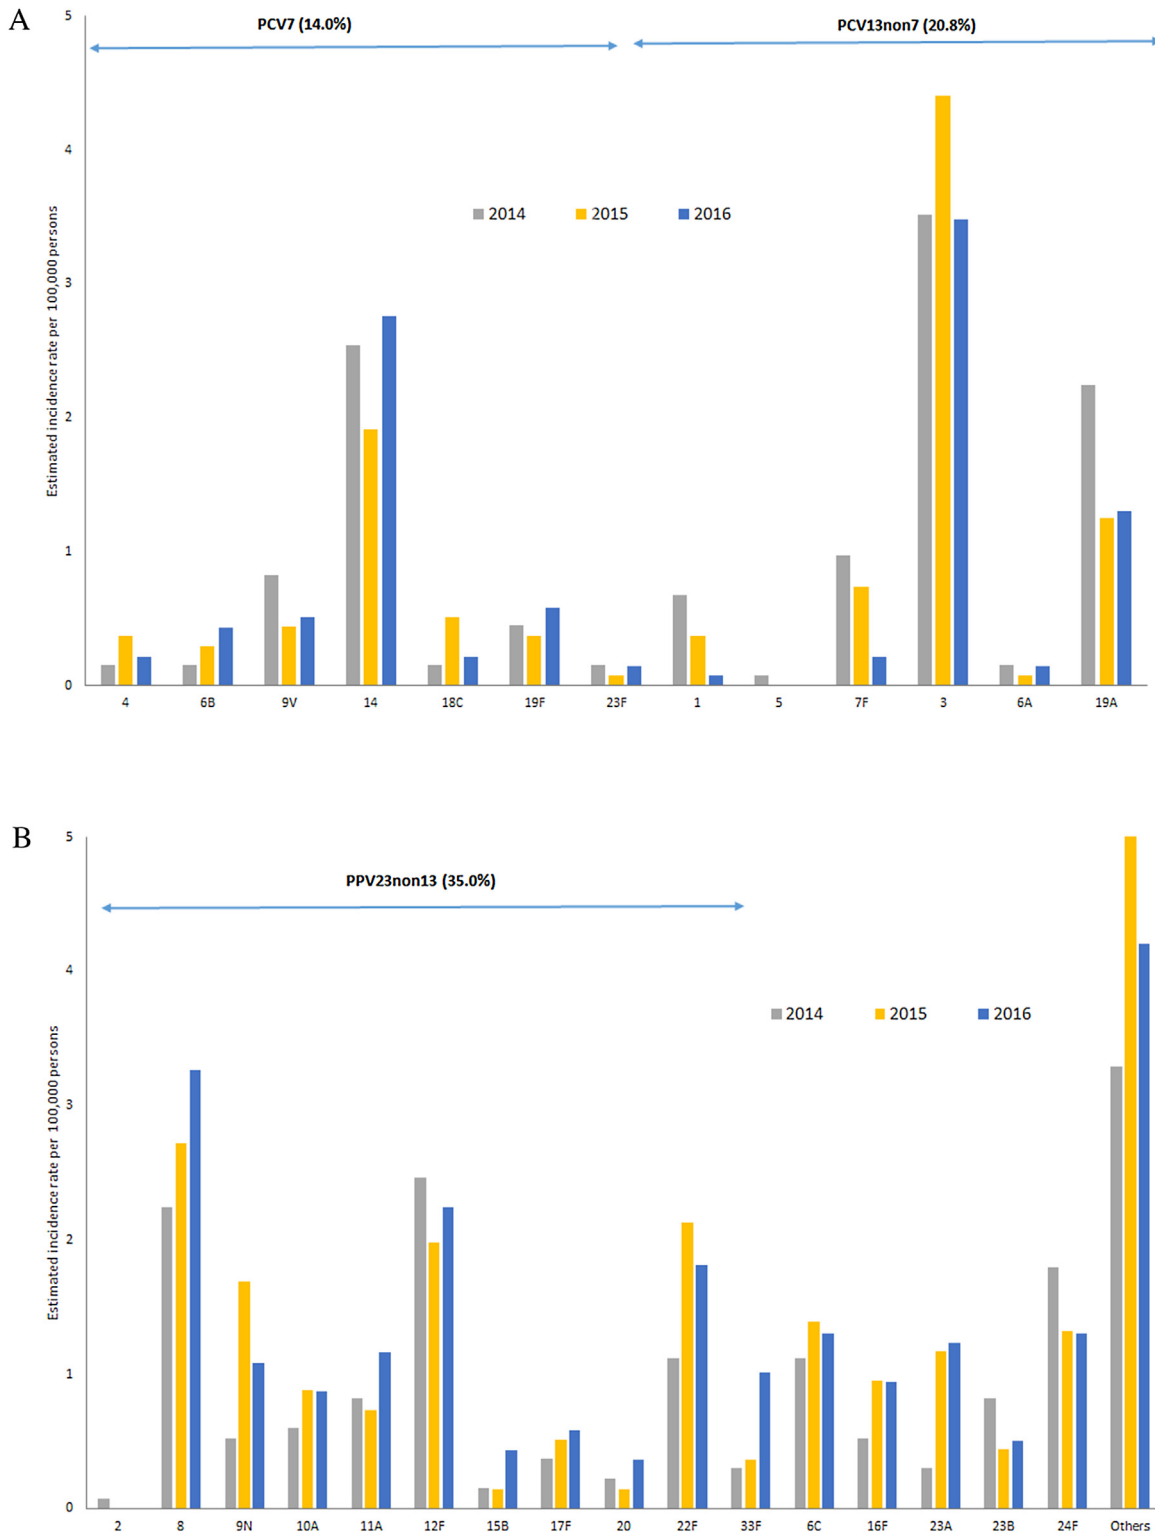 A
PCV7 (14.0%)
PCV13non7 (20.8%)
5
4
3
2
1
0
Estimated incidence rate per 100,000 persons
2014 2015 2016
4 6B 9V 14 18C 19F 23F 1 5 7F 3 6A 19A
B
PPV23non13 (35.0%)
5
4
3
2
1
0
Estimated incidence rate per 100,000 persons
2014 2015 2016
2 8 9N 10A 11A 12F 15B 17F 20 22F 33F 6C 16F 23A 23B 24F Others